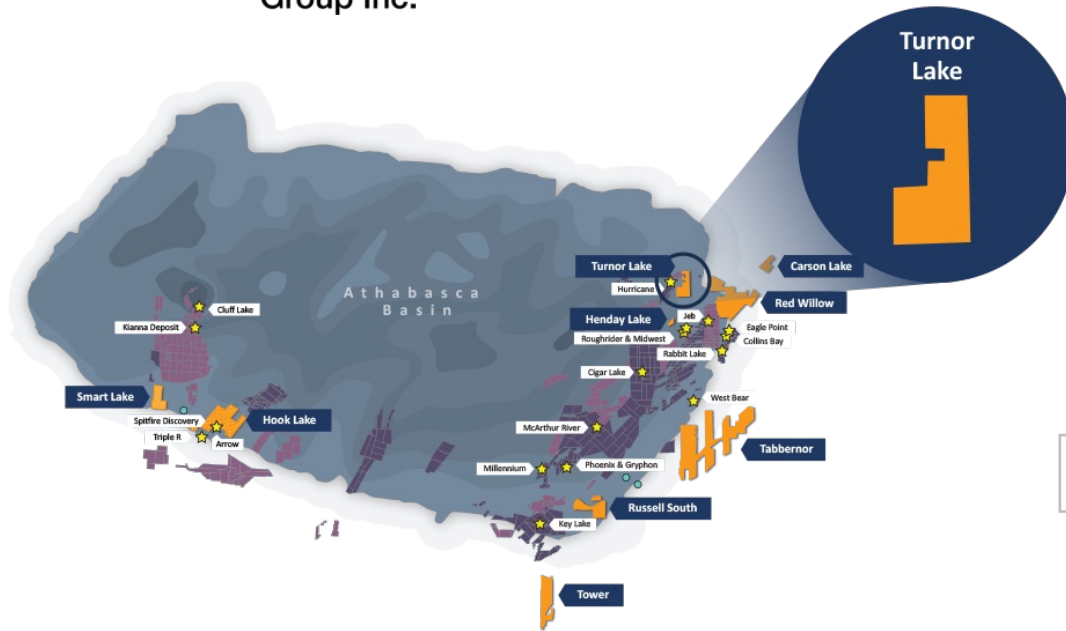 Group Inc.
Turnor
Lake
Athabasca
Basin
Turnor Lake
Carson Lake
Hurricane
Red Willow
Cluff Lake
Kianna Deposit
Henday Lake
Jeb
Eagle Point
Roughrider & Midwest
Collins Bay
Rabbit Lake
Cigar Lake
Smart Lake
West Bear
Spitfire Discovery
Hook Lake
Triple R
Arrow
McArthur River
Tabbernor
Millennium
Phoenix & Gryphon
Russell South
Key Lake
Tower